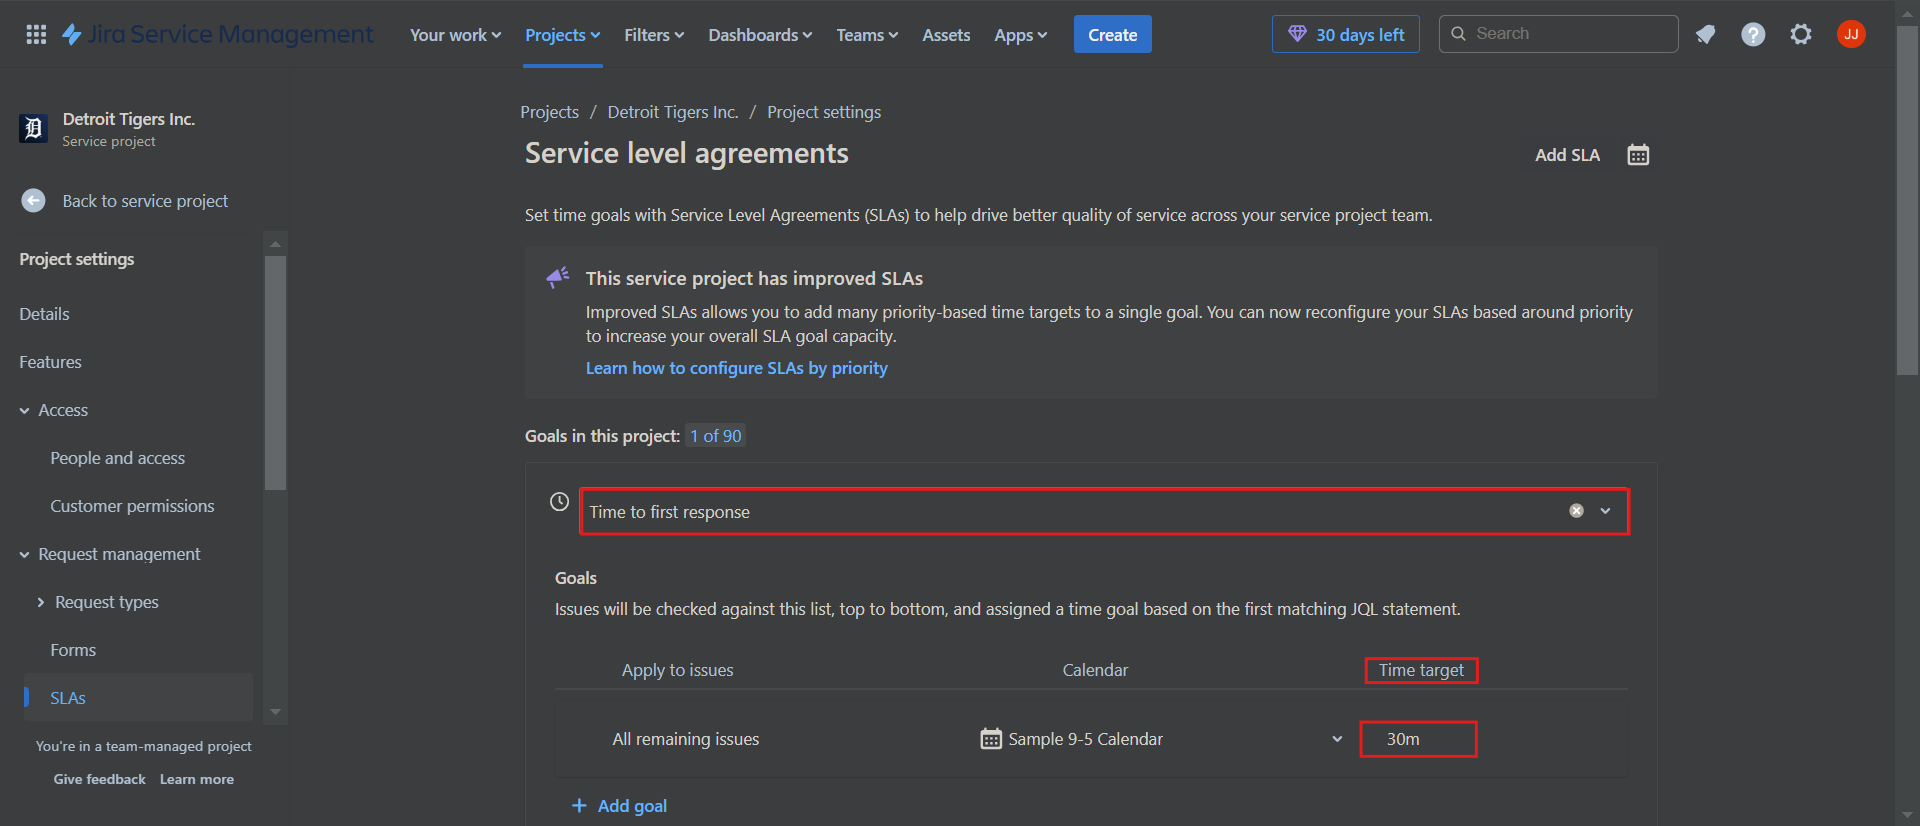 Jira Service Management
Your work
Projects
Filters
Dashboards
Teams
Assets
Apps
Create
30 days left
Search
?
JJ
D
Detroit Tigers Inc.
Service project
Back to service project
Project settings
Details
Features
Access
People and access
Customer permissions
Request management
Request types
Forms
SLAs
You're in a team-managed project
Give feedback Learn more
Projects / Detroit Tigers Inc. / Project settings
Service level agreements
Add SLA
Set time goals with Service Level Agreements (SLAs) to help drive better quality of service across your service project team.
This service project has improved SLAs
Improved SLAs allows you to add many priority-based time targets to a single goal. You can now reconfigure your SLAs based around priority
to increase your overall SLA goal capacity.
Learn how to configure SLAs by priority
Goals in this project: 1 of 90
Time to first response
Goals
Issues will be checked against this list, top to bottom, and assigned a time goal based on the first matching JQL statement.
Apply to issues Calendar Time target
All remaining issues Sample 9-5 Calendar 30m
+ Add goal